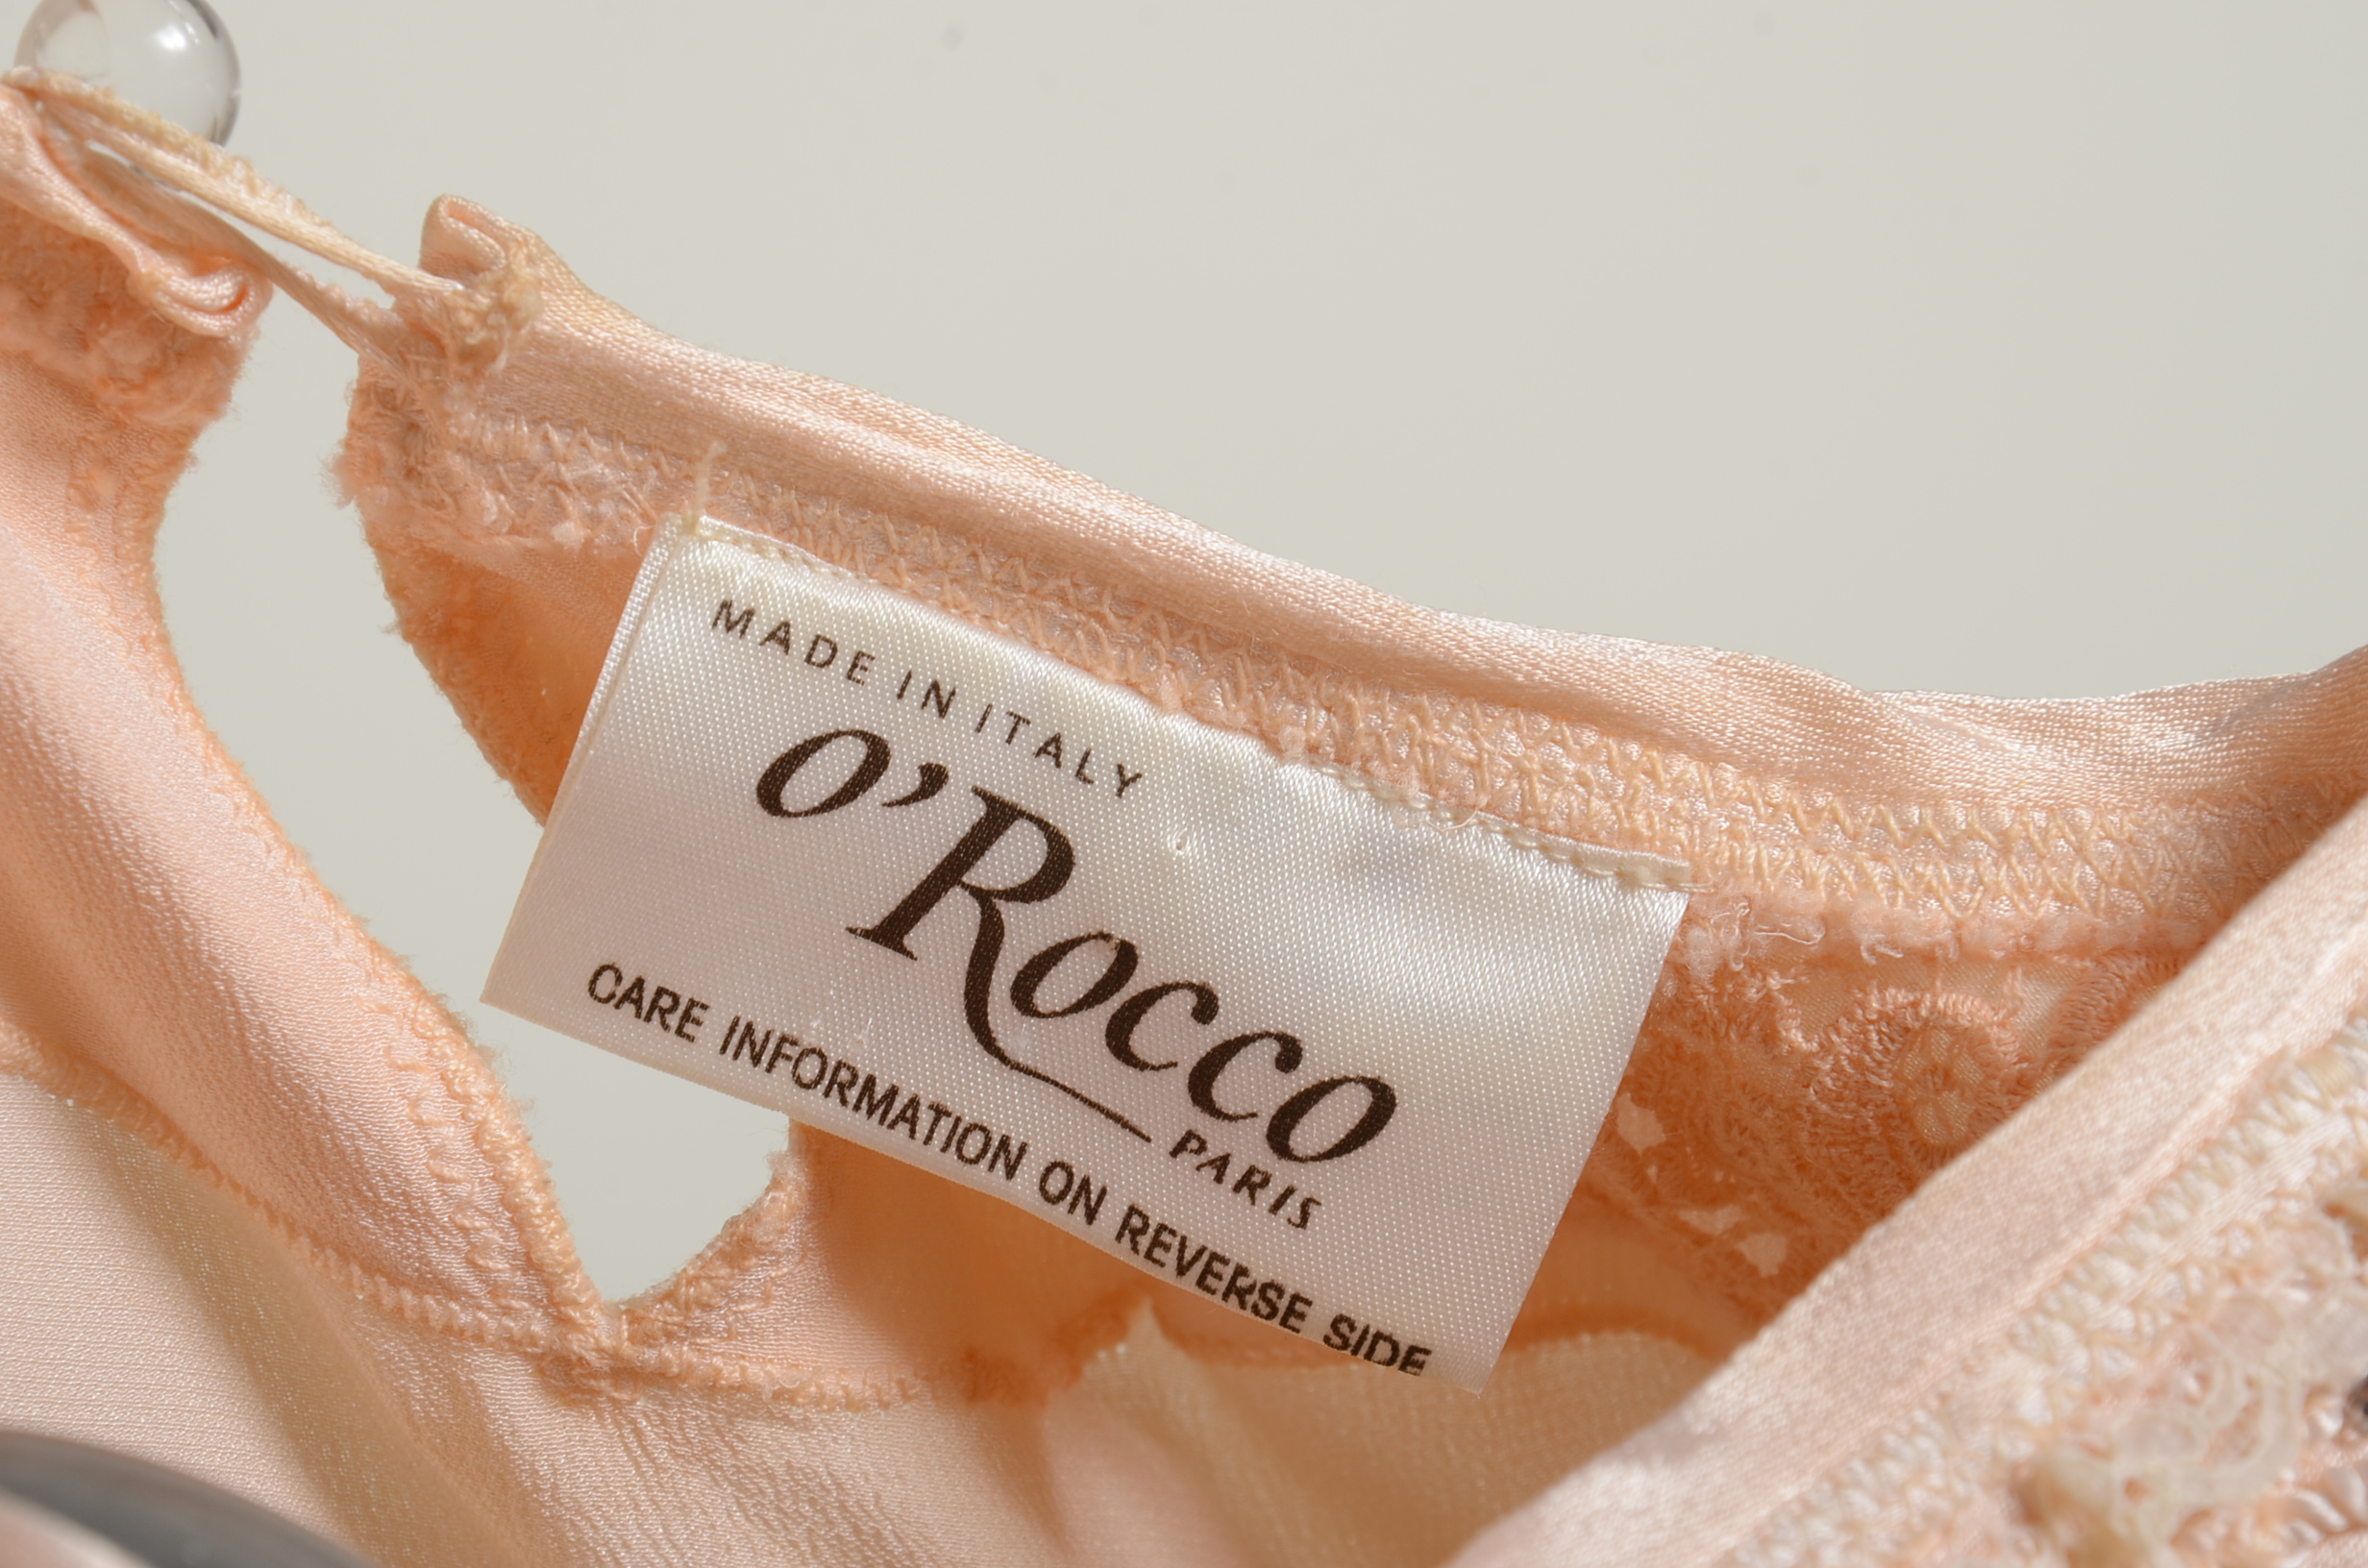 MADE IN ITALY
O'Rocco
PARIS
CARE INFORMATION ON REVERSE SIDE